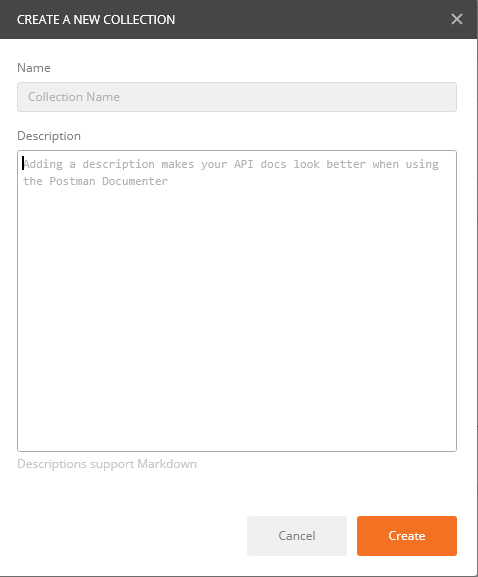 CREATE A NEW COLLECTION
Name
Collection Name
Description
Adding a description makes your API docs look better when using
the Postman Documenter
Descriptions support Markdown
Cancel
Create